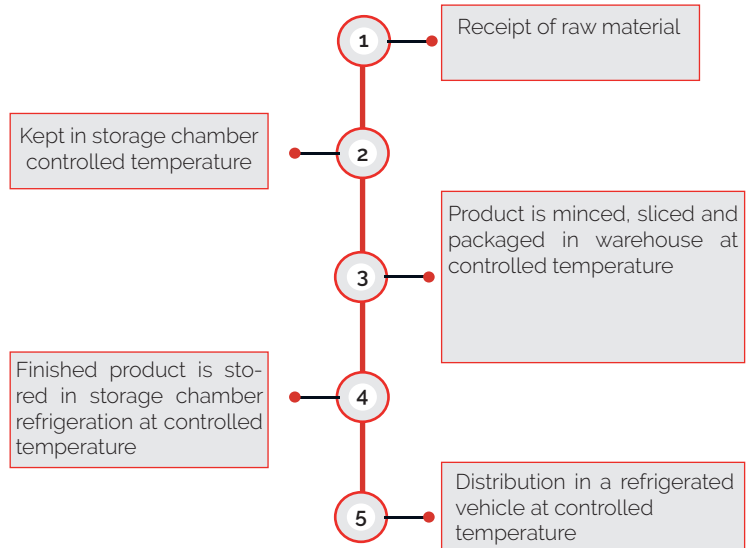 1
Receipt of raw material
Kept in storage chamber
controlled temperature
2
Product is minced, sliced and
packaged in warehouse at
controlled temperature
3
Finished product is sto-
red in storage chamber
refrigeration at controlled
temperature
4
Distribution in a refrigerated
vehicle at controlled
temperature
5